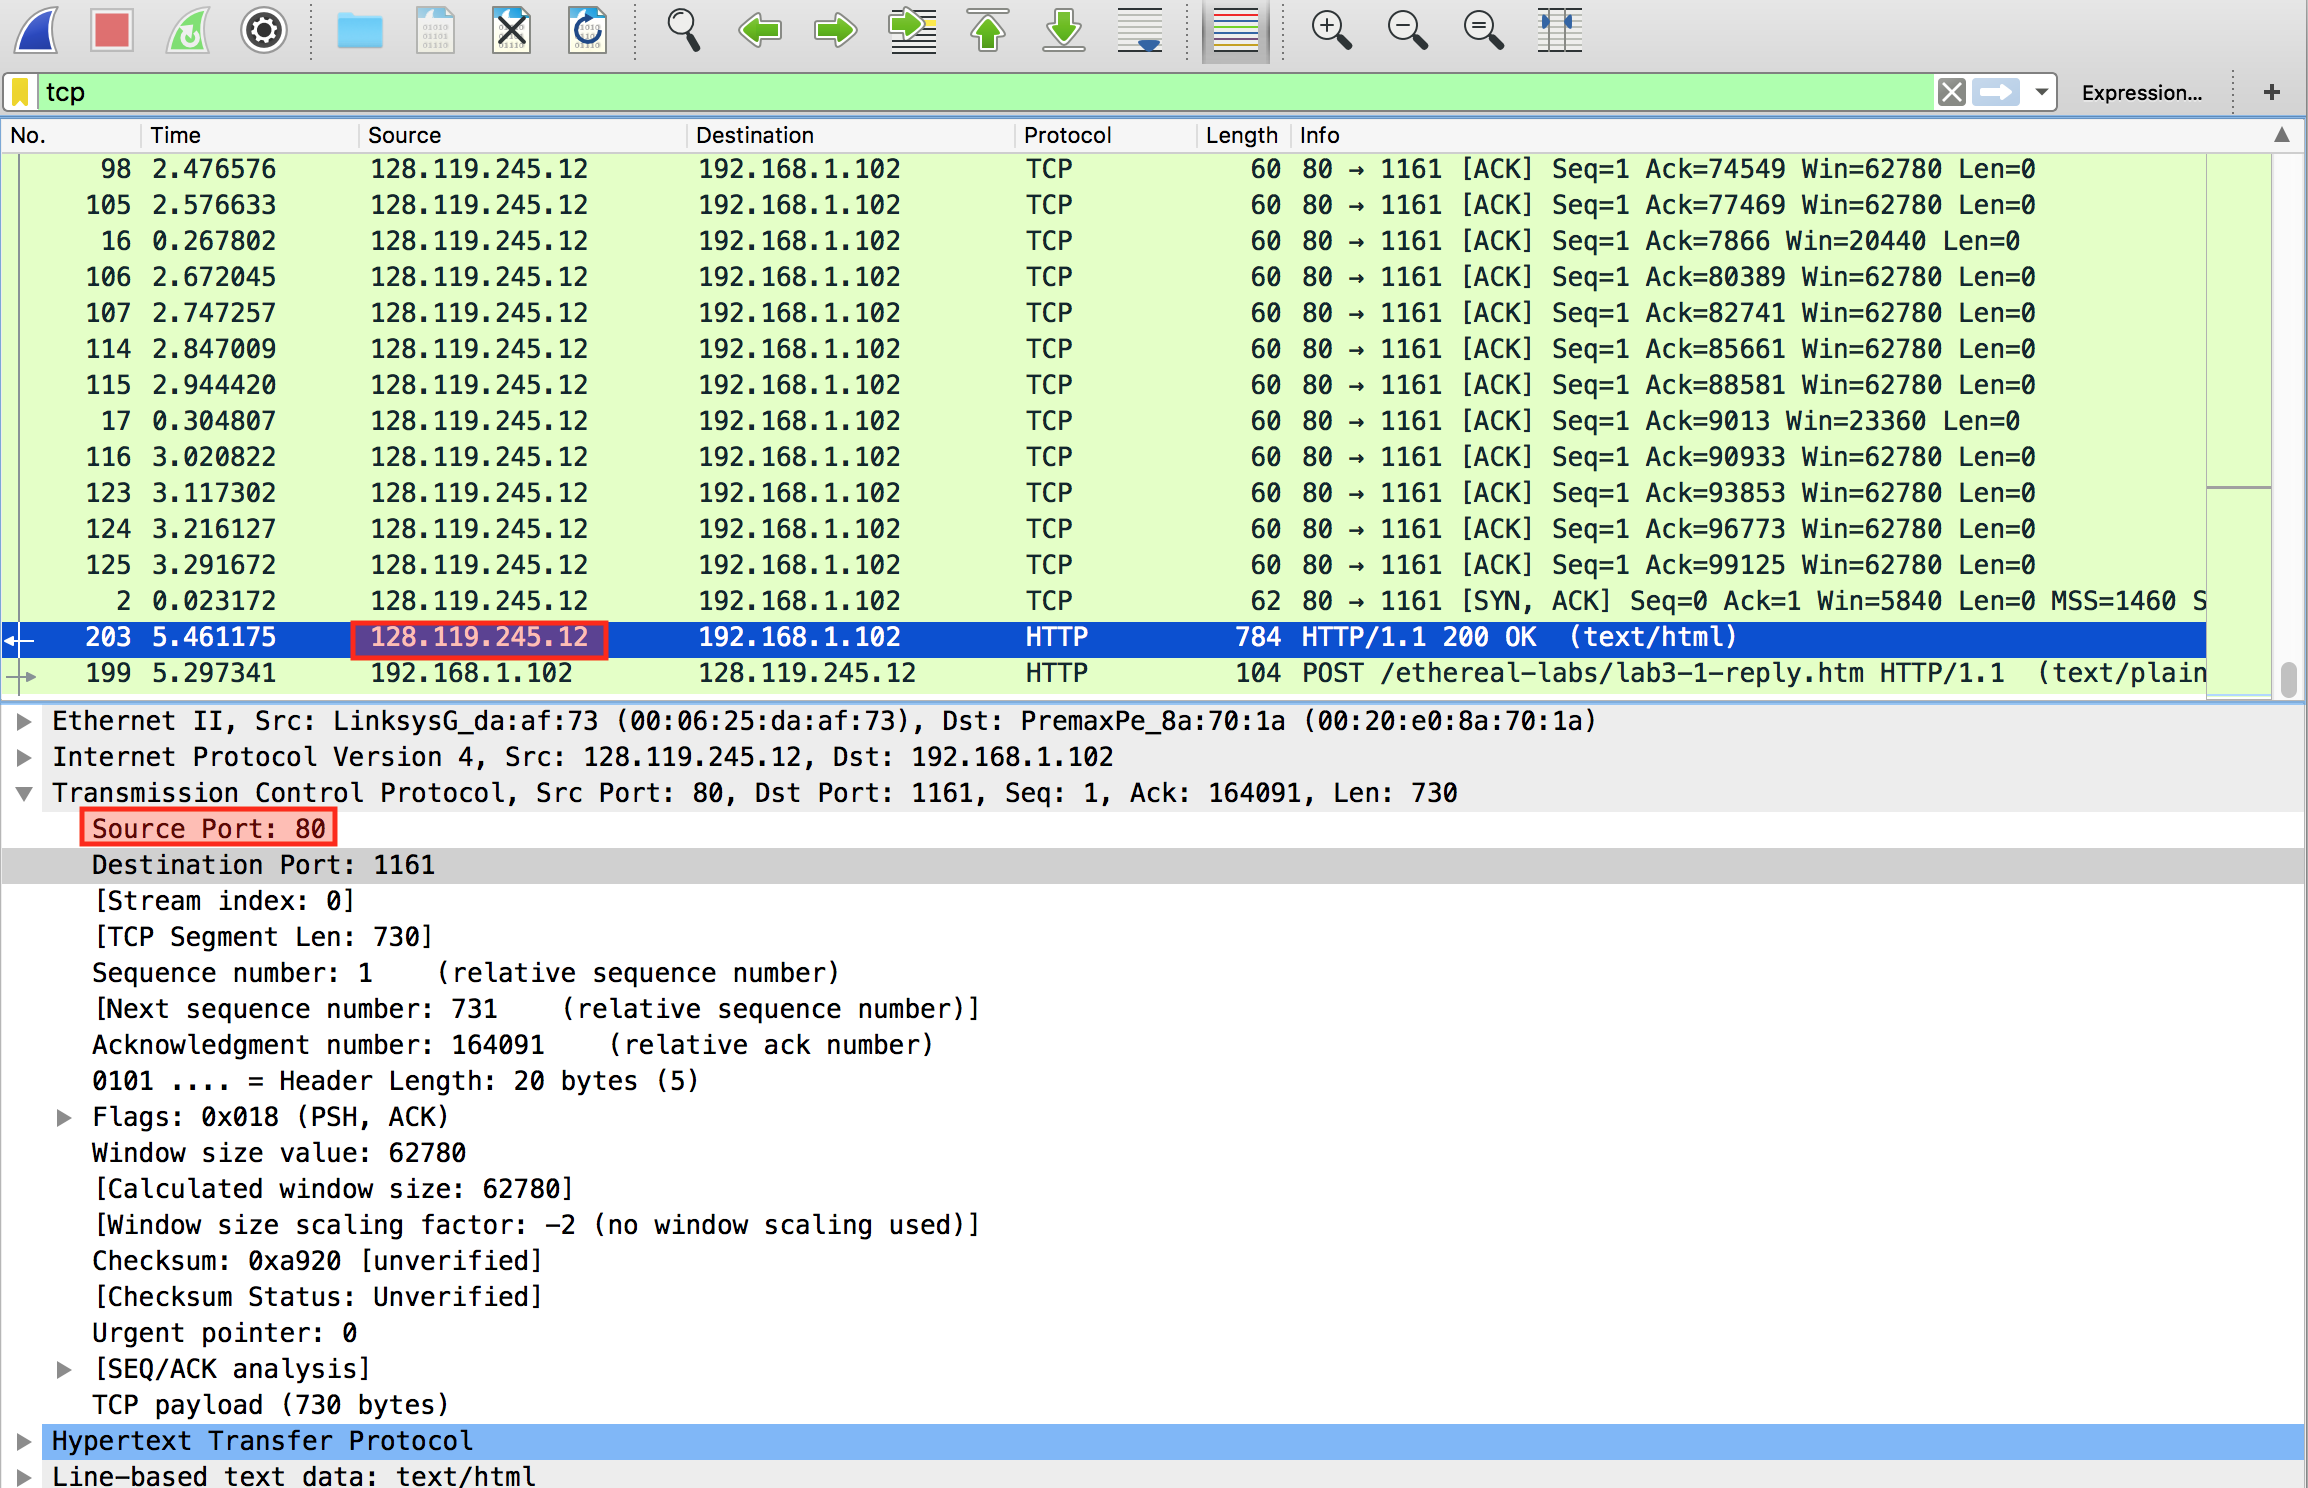 tcp Expression... +
No. Time Source Destination Protocol Length Info
98 2.476576 128.119.245.12 192.168.1.102 TCP 60 80 → 1161 [ACK] Seq=1 Ack=74549 Win=62780 Len=0
105 2.576633 128.119.245.12 192.168.1.102 TCP 60 80 → 1161 [ACK] Seq=1 Ack=77469 Win=62780 Len=0
16 0.267802 128.119.245.12 192.168.1.102 TCP 60 80 → 1161 [ACK] Seq=1 Ack=7866 Win=20440 Len=0
106 2.672045 128.119.245.12 192.168.1.102 TCP 60 80 → 1161 [ACK] Seq=1 Ack=80389 Win=62780 Len=0
107 2.747257 128.119.245.12 192.168.1.102 TCP 60 80 → 1161 [ACK] Seq=1 Ack=82741 Win=62780 Len=0
114 2.847009 128.119.245.12 192.168.1.102 TCP 60 80 → 1161 [ACK] Seq=1 Ack=85661 Win=62780 Len=0
115 2.944420 128.119.245.12 192.168.1.102 TCP 60 80 → 1161 [ACK] Seq=1 Ack=88581 Win=62780 Len=0
17 0.304807 128.119.245.12 192.168.1.102 TCP 60 80 → 1161 [ACK] Seq=1 Ack=9013 Win=23360 Len=0
116 3.020822 128.119.245.12 192.168.1.102 TCP 60 80 → 1161 [ACK] Seq=1 Ack=90933 Win=62780 Len=0
123 3.117302 128.119.245.12 192.168.1.102 TCP 60 80 → 1161 [ACK] Seq=1 Ack=93853 Win=62780 Len=0
124 3.216127 128.119.245.12 192.168.1.102 TCP 60 80 → 1161 [ACK] Seq=1 Ack=96773 Win=62780 Len=0
125 3.291672 128.119.245.12 192.168.1.102 TCP 60 80 → 1161 [ACK] Seq=1 Ack=99125 Win=62780 Len=0
2 0.023172 128.119.245.12 192.168.1.102 TCP 62 80 → 1161 [SYN, ACK] Seq=0 Ack=1 Win=5840 Len=0 MSS=1460 S
203 5.461175 128.119.245.12 192.168.1.102 HTTP 784 HTTP/1.1 200 OK (text/html)
199 5.297341 192.168.1.102 128.119.245.12 HTTP 104 POST /ethereal-labs/lab3-1-reply.htm HTTP/1.1 (text/plain
Ethernet II, Src: LinksysG_da:af:73 (00:06:25:da:af:73), Dst: PremaxPe_8a:70:1a (00:20:e0:8a:70:1a)
Internet Protocol Version 4, Src: 128.119.245.12, Dst: 192.168.1.102
Transmission Control Protocol, Src Port: 80, Dst Port: 1161, Seq: 1, Ack: 164091, Len: 730
Source Port: 80
Destination Port: 1161
[Stream index: 0]
[TCP Segment Len: 730]
Sequence number: 1 (relative sequence number)
[Next sequence number: 731 (relative sequence number)]
Acknowledgment number: 164091 (relative ack number)
0101 .... = Header Length: 20 bytes (5)
Flags: 0x018 (PSH, ACK)
Window size value: 62780
[Calculated window size: 62780]
[Window size scaling factor: -2 (no window scaling used)]
Checksum: 0xa920 [unverified]
[Checksum Status: Unverified]
Urgent pointer: 0
[SEQ/ACK analysis]
TCP payload (730 bytes)
Hypertext Transfer Protocol
Line-based text data: text/html